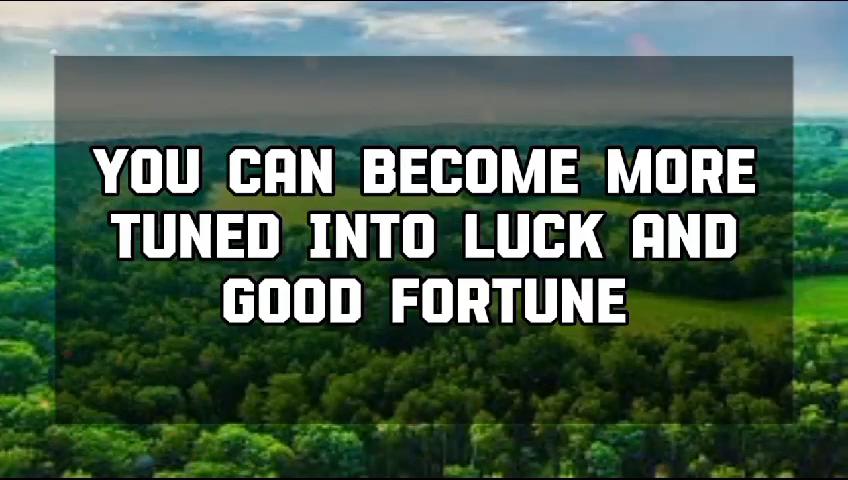 YOU CAN BECOME MORE
TUNED INTO LUCK AND
GOOD FORTUNE